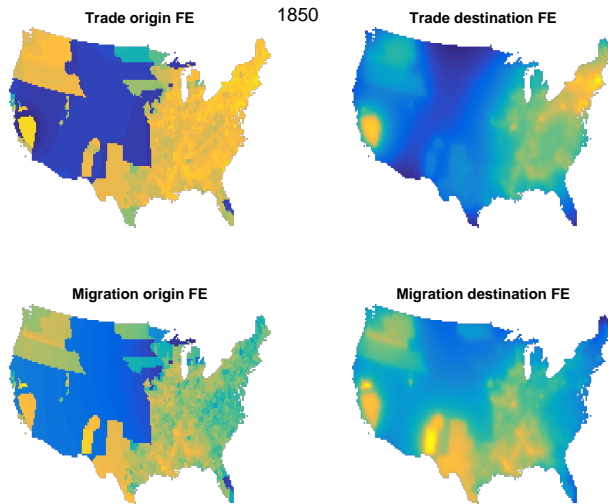 1850
Trade origin FE
Trade destination FE
Migration origin FE
Migration destination FE